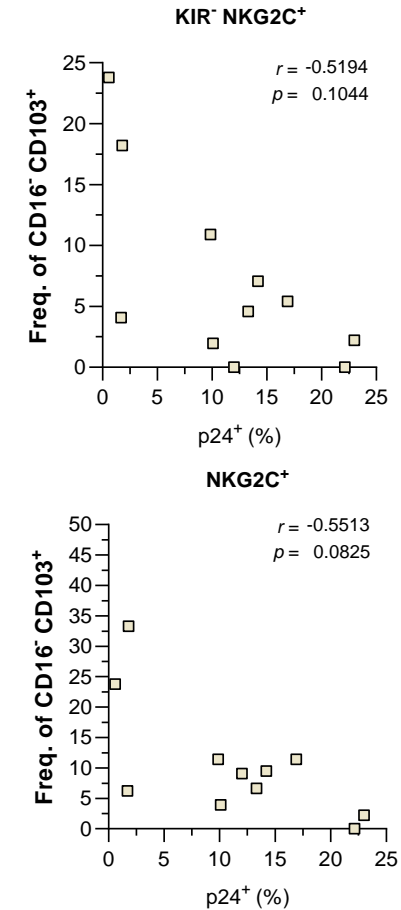 KIR⁻ NKG2C⁺
r = -0.5194
p = 0.1044
Freq. of CD16⁻ CD103⁺
25
20
15
10
5
0
0 5 10 15 20 25
p24⁺ (%)
NKG2C⁺
r = -0.5513
p = 0.0825
Freq. of CD16⁻ CD103⁺
50
45
40
35
30
25
20
15
10
5
0
0 5 10 15 20 25
p24⁺ (%)